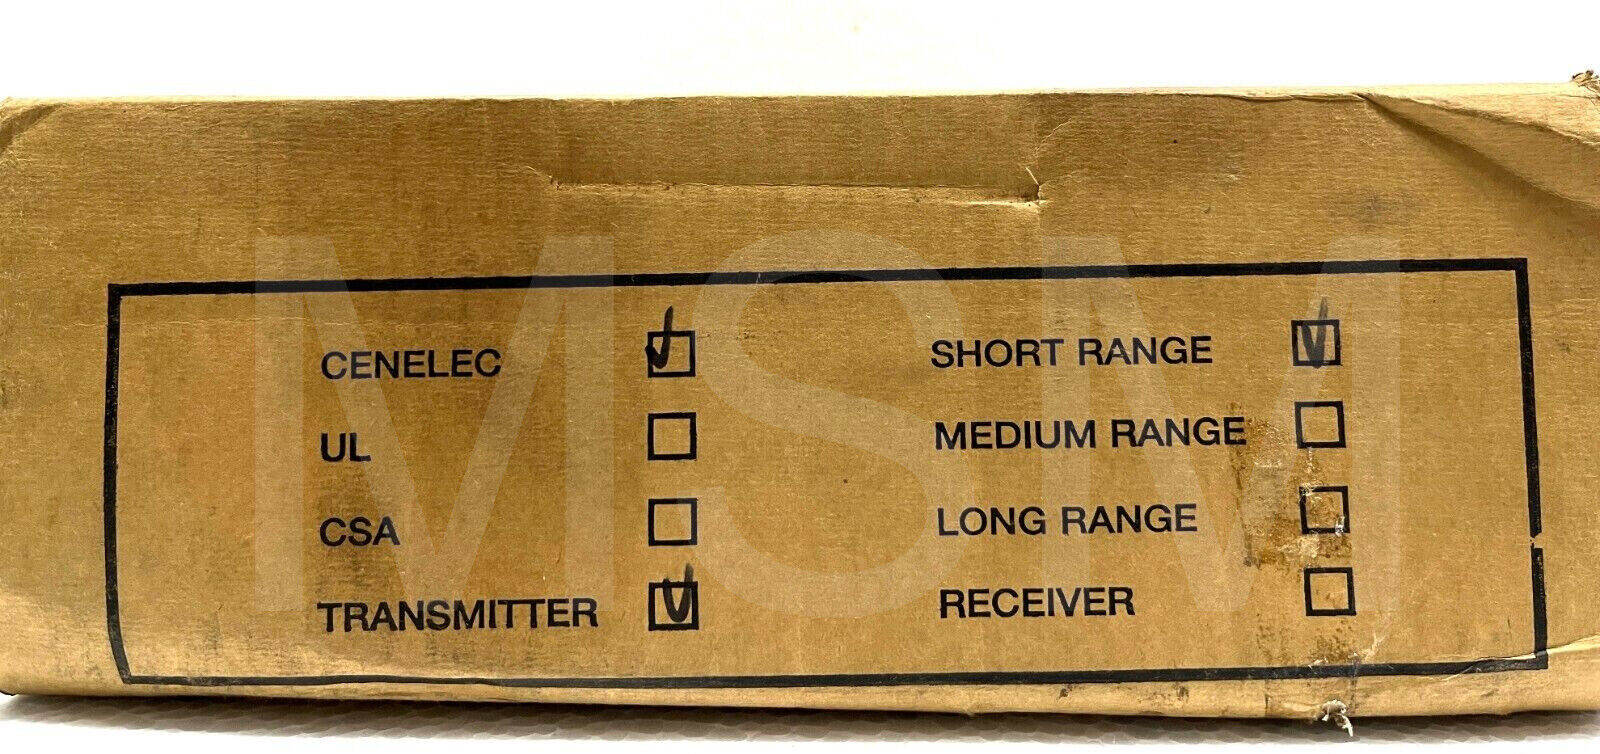 CENELEC
UL
CSA
TRANSMITTER
SHORT RANGE
MEDIUM RANGE
LONG RANGE
RECEIVER
MSM